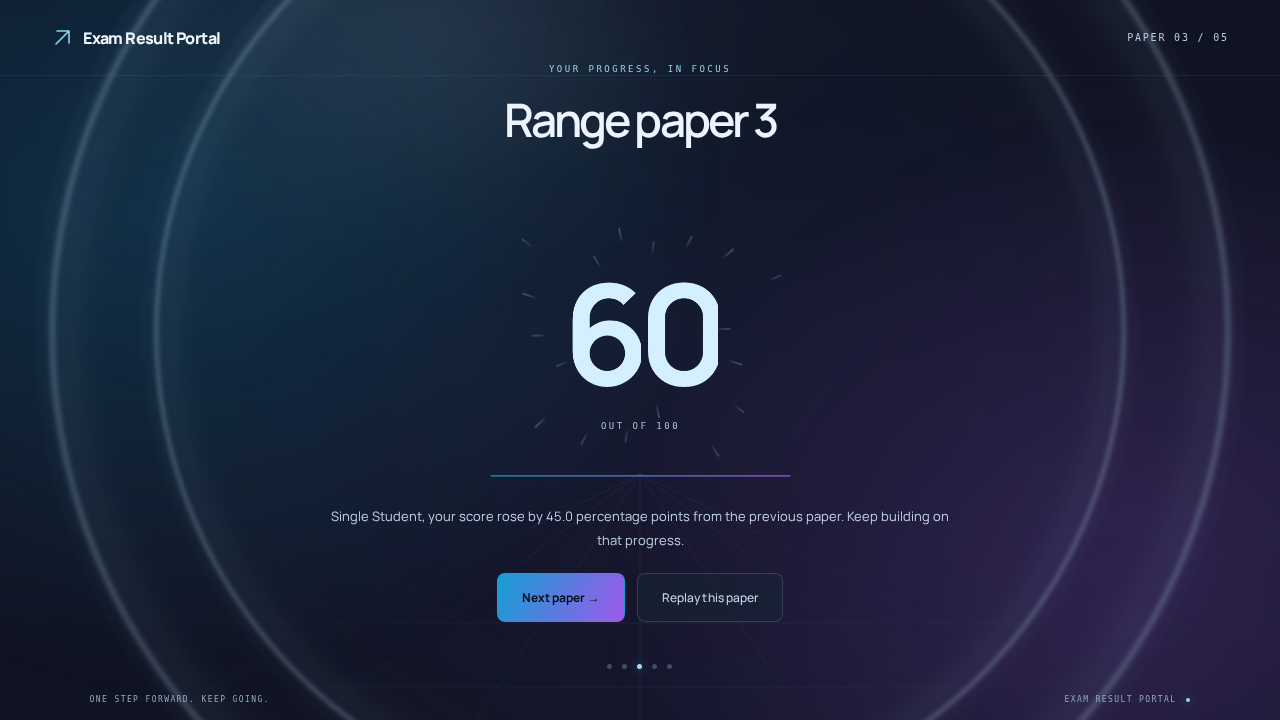 Exam Result Portal
PAPER 03 / 05
YOUR PROGRESS, IN FOCUS
Range paper 3
60
OUT OF 100
Single Student, your score rose by 45.0 percentage points from the previous paper. Keep building on
that progress.
Next paper →
Replay this paper
ONE STEP FORWARD. KEEP GOING.
EXAM RESULT PORTAL